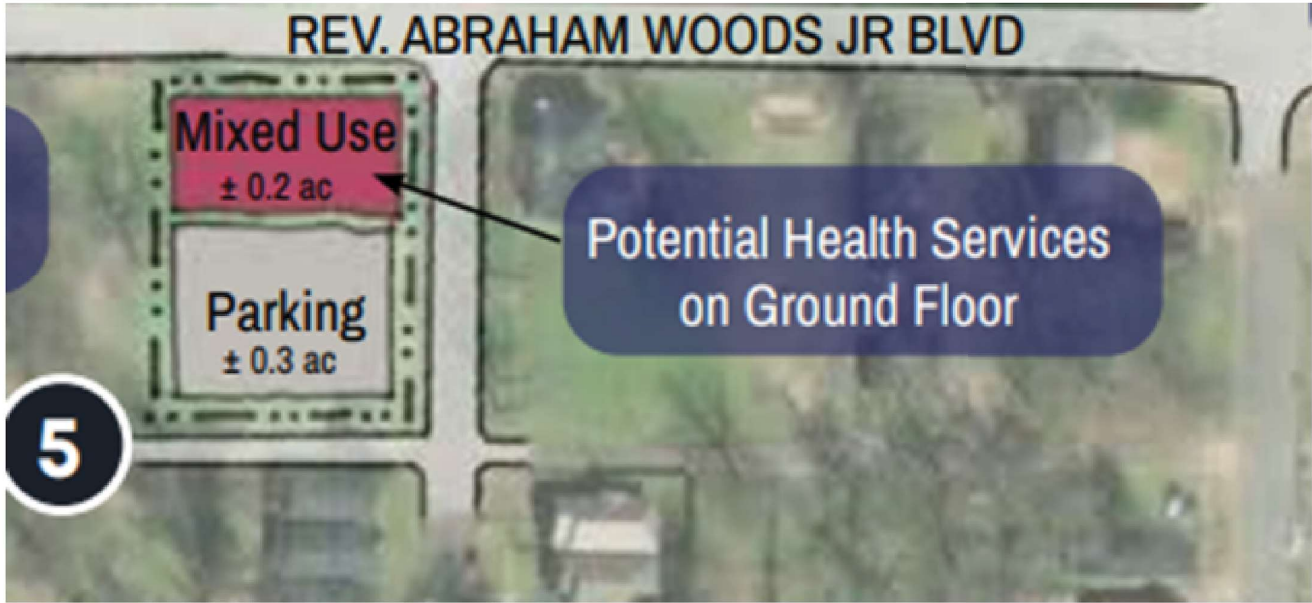 REV. ABRAHAM WOODS JR BLVD
Mixed Use
± 0.2 ac
Potential Health Services
on Ground Floor
Parking
± 0.3 ac
5